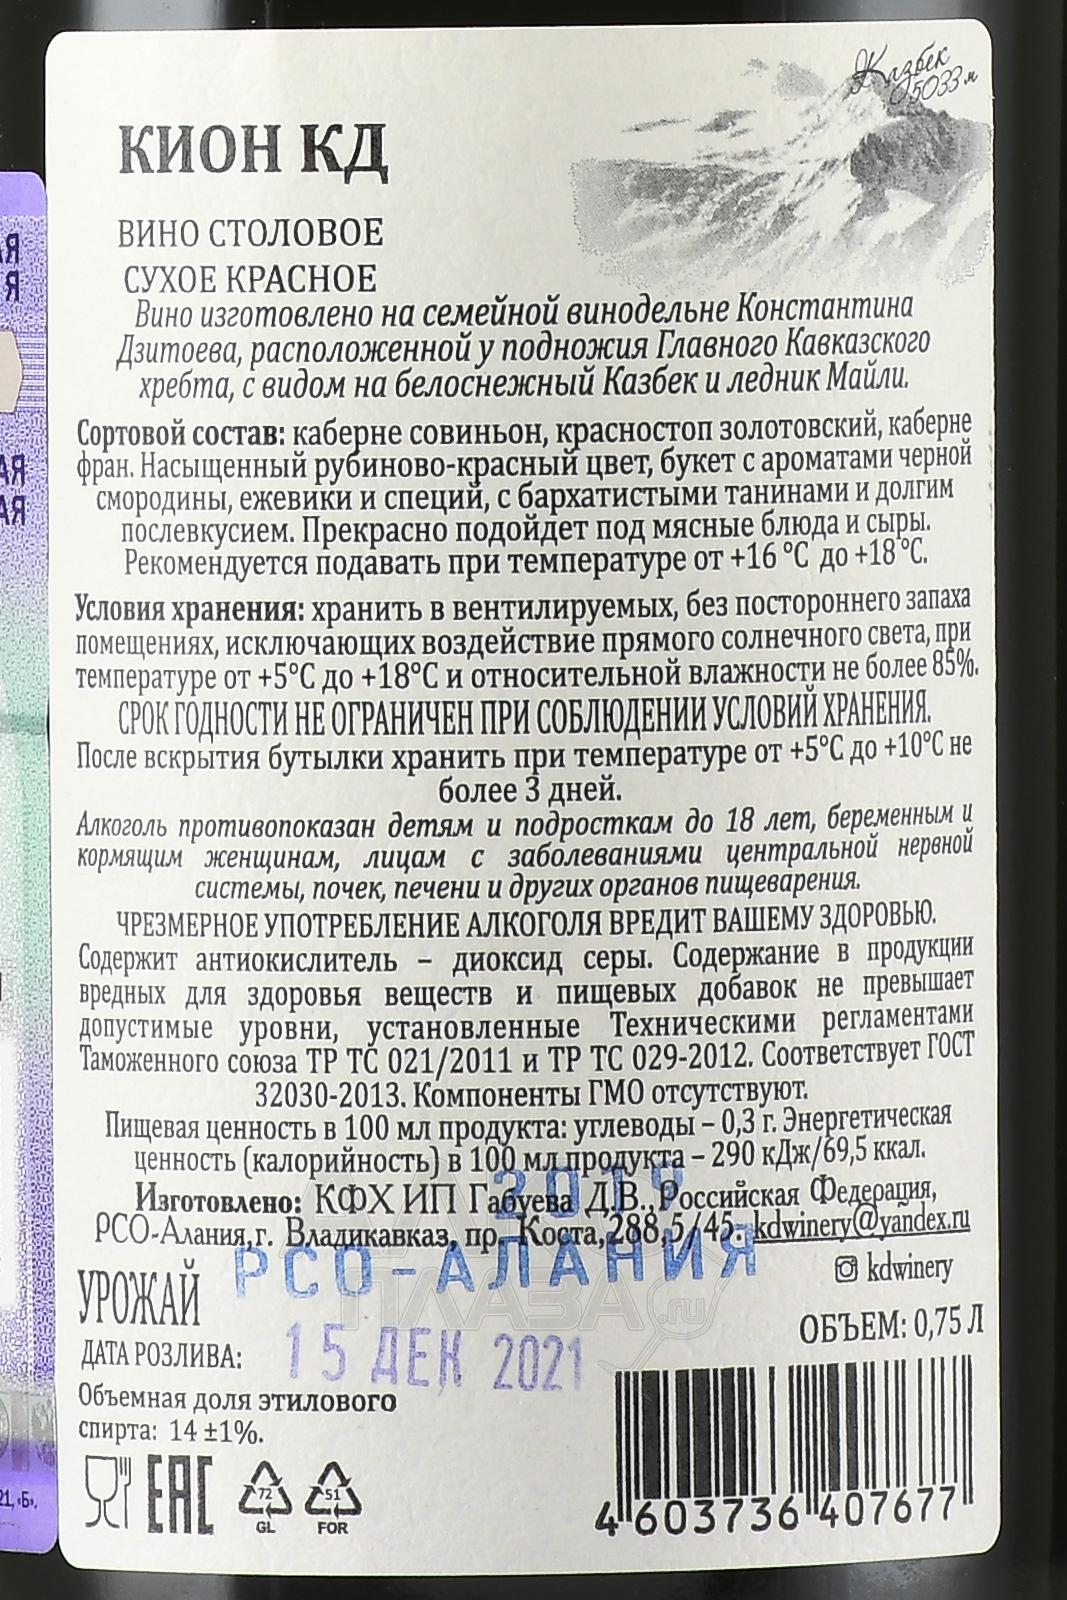 Казбек
5033 м
КИОН КД
ВИНО СТОЛОВОЕ
СУХОЕ КРАСНОЕ
Вино изготовлено на семейной винодельне Константина
Дзитоева, расположенной у подножия Главного Кавказского
хребта, с видом на белоснежный Казбек и ледник Майли.
Сортовой состав: каберне совиньон, красностоп золотовский, каберне
фран. Насыщенный рубиново-красный цвет, букет с ароматами черной
смородины, ежевики и специй, с бархатистыми танинами и долгим
послевкусием. Прекрасно подойдет под мясные блюда и сыры.
Рекомендуется подавать при температуре от +16 °С до +18 °С.
Условия хранения: хранить в вентилируемых, без постороннего запаха
помещениях, исключающих воздействие прямого солнечного света, при
температуре от +5°С до +18°С и относительной влажности не более 85%.
СРОК ГОДНОСТИ НЕ ОГРАНИЧЕН ПРИ СОБЛЮДЕНИИ УСЛОВИЙ ХРАНЕНИЯ.
После вскрытия бутылки хранить при температуре от +5°С до +10°С не
более 3 дней.
Алкоголь противопоказан детям и подросткам до 18 лет, беременным и
кормящим женщинам, лицам с заболеваниями центральной нервной
системы, почек, печени и других органов пищеварения.
ЧРЕЗМЕРНОЕ УПОТРЕБЛЕНИЕ АЛКОГОЛЯ ВРЕДИТ ВАШЕМУ ЗДОРОВЬЮ.
Содержит антиокислитель – диоксид серы. Содержание в продукции
вредных для здоровья веществ и пищевых добавок не превышает
допустимые уровни, установленные Техническими регламентами
Таможенного союза ТР ТС 021/2011 и ТР ТС 029-2012. Соответствует ГОСТ
32030-2013. Компоненты ГМО отсутствуют.
Пищевая ценность в 100 мл продукта: углеводы – 0,3 г. Энергетическая
ценность (калорийность) в 100 мл продукта – 290 кДж/69,5 ккал.
2019
Изготовлено: КФХ ИП Габуева Д.В., Российская Федерация,
РСО-Алания, г. Владикавказ, пр. Коста, 288,5/45. kdwinery@yandex.ru
РСО-АЛАНИЯ
kdwinery
УРОЖАЙ
ПЛАЗА.ru
ОБЪЕМ: 0,75 Л
ДАТА РОЗЛИВА: 15 ДЕК 2021
Объемная доля этилового
спирта: 14 ±1%.
EAC
72
GL
51
FOR
4 603736 407677